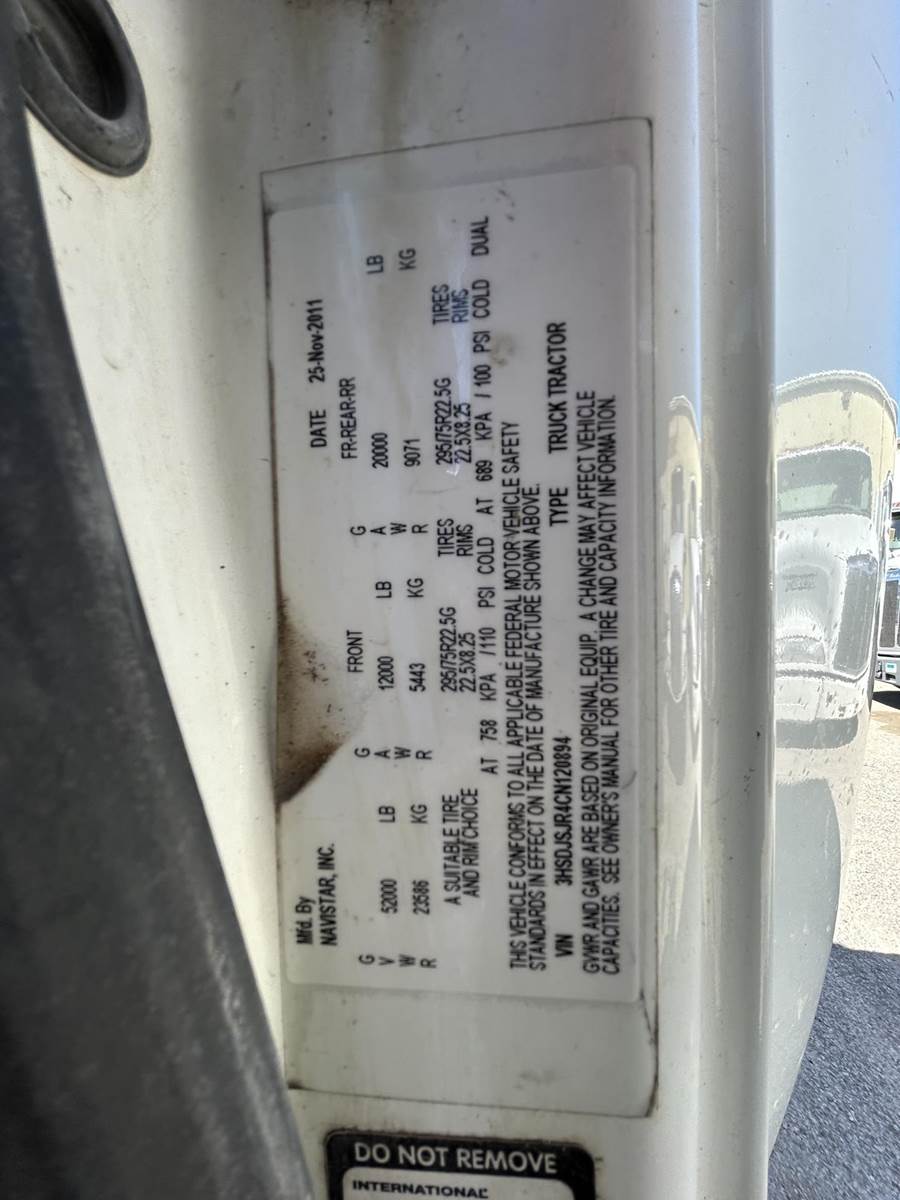 Mfd. By
NAVISTAR, INC.
DATE 25-Nov-2011
FRONT FR-REAR-RR
G G G
V 52000 LB A 12000 LB A 20000 LB
W W W
R 23586 KG R 5443 KG R 9071 KG
A SUITABLE TIRE 295/75R22.5G TIRES 295/75R22.5G TIRES
AND RIM CHOICE 22.5X8.25 RIMS 22.5X8.25 RIMS
AT 758 KPA /110 PSI COLD AT 689 KPA /100 PSI COLD DUAL
THIS VEHICLE CONFORMS TO ALL APPLICABLE FEDERAL MOTOR VEHICLE SAFETY
STANDARDS IN EFFECT ON THE DATE OF MANUFACTURE SHOWN ABOVE.
VIN 3HSDJSJR4CN120894 TYPE TRUCK TRACTOR
GVWR AND GAWR ARE BASED ON ORIGINAL EQUIP. A CHANGE MAY AFFECT VEHICLE
CAPACITIES. SEE OWNER'S MANUAL FOR OTHER TIRE AND CAPACITY INFORMATION.
DO NOT REMOVE
INTERNATIONAL